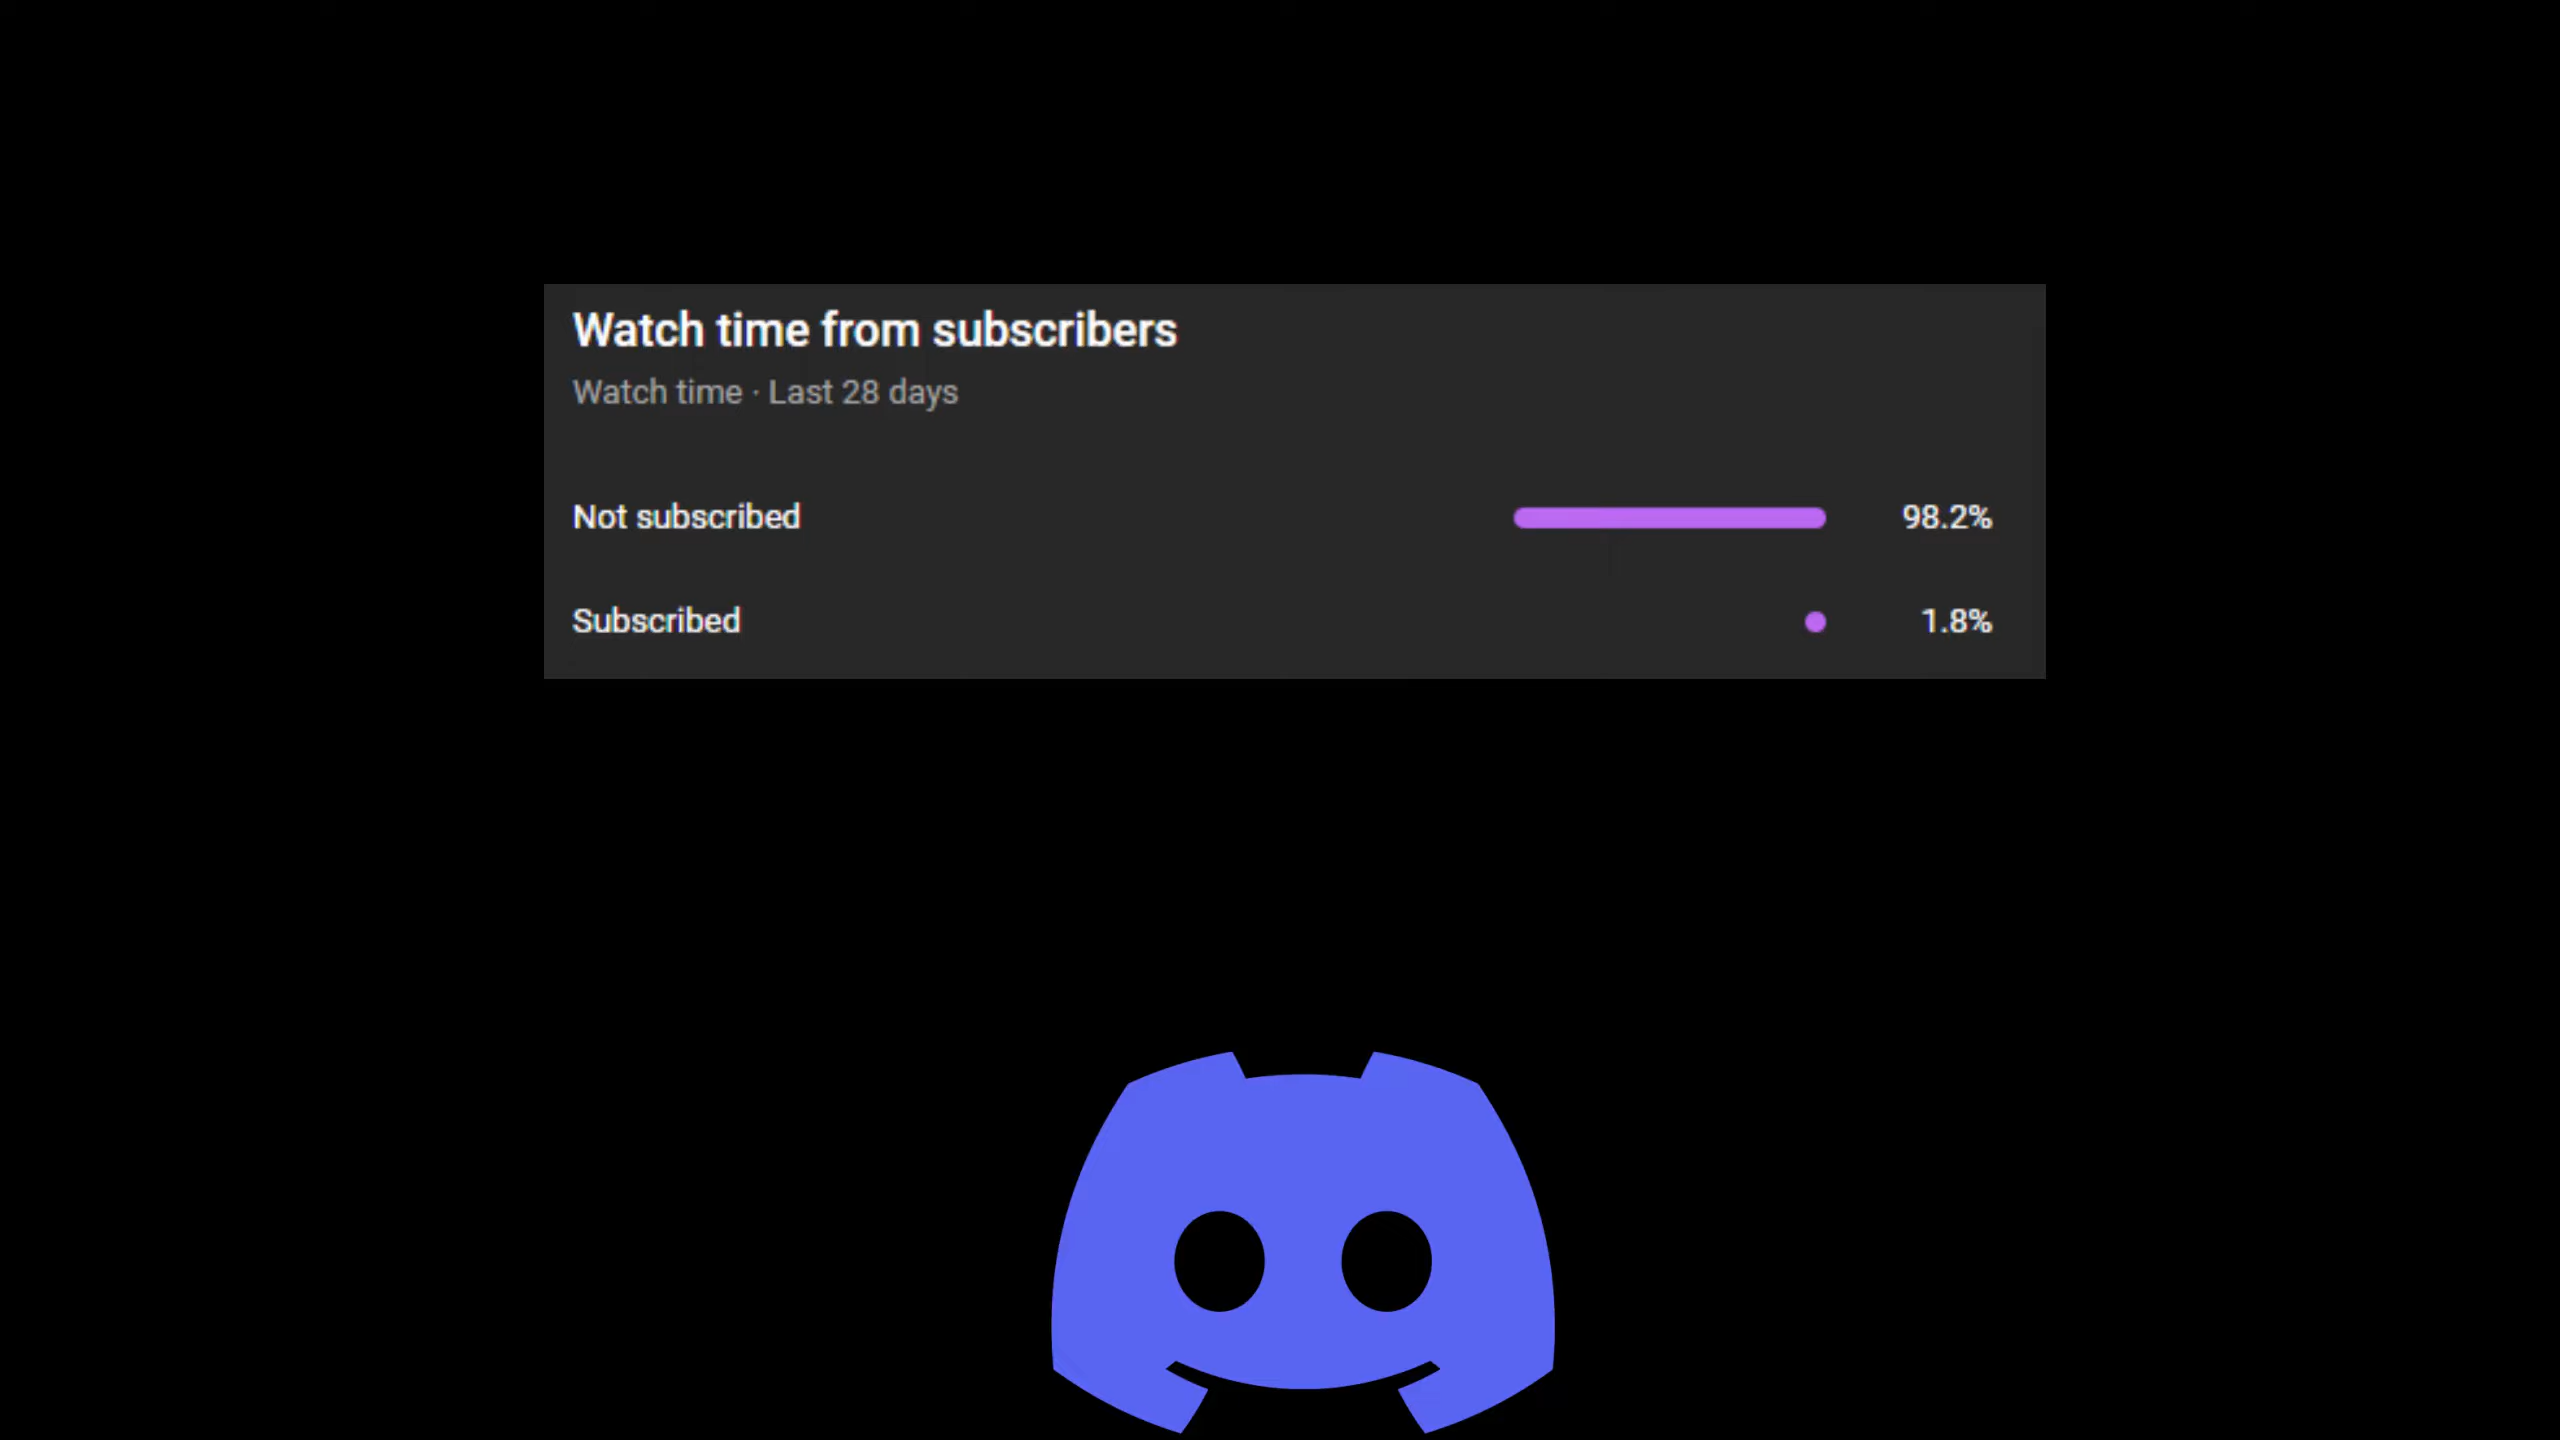 Watch time from subscribers
Watch time · Last 28 days
Not subscribed 98.2%
Subscribed 1.8%